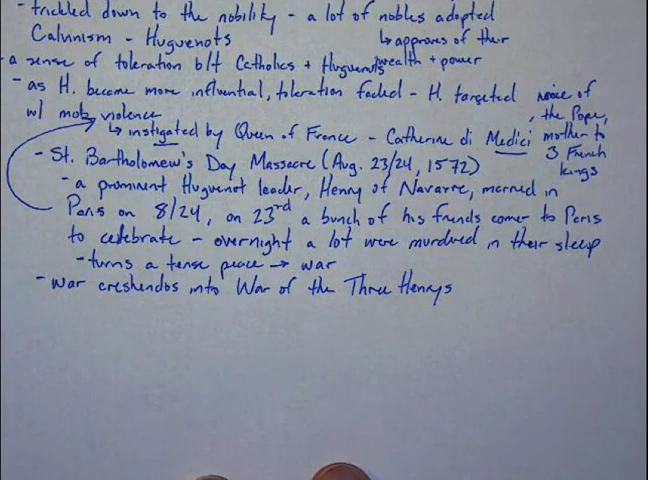 - trickled down to the nobility - a lot of nobles adopted
Calvinism - Huguenots ↳ approves of their
wealth + power
- a sense of toleration b/t Catholics + Huguenots
- as H. became more influential, toleration faded - H. targeted
w/ mob violence
↳ instigated by Queen of France - Catherine di Medici
niece of
the Pope,
mother to
3 French
kings
- St. Bartholomew's Day Massacre (Aug. 23/24, 1572)
- a prominent Huguenot leader, Henry of Navarre, married in
Paris on 8/24, on 23rd a bunch of his friends come to Paris
to celebrate - overnight a lot were murdered in their sleep
- turns a tense peace → war
- war creshendos into War of the Three Henrys